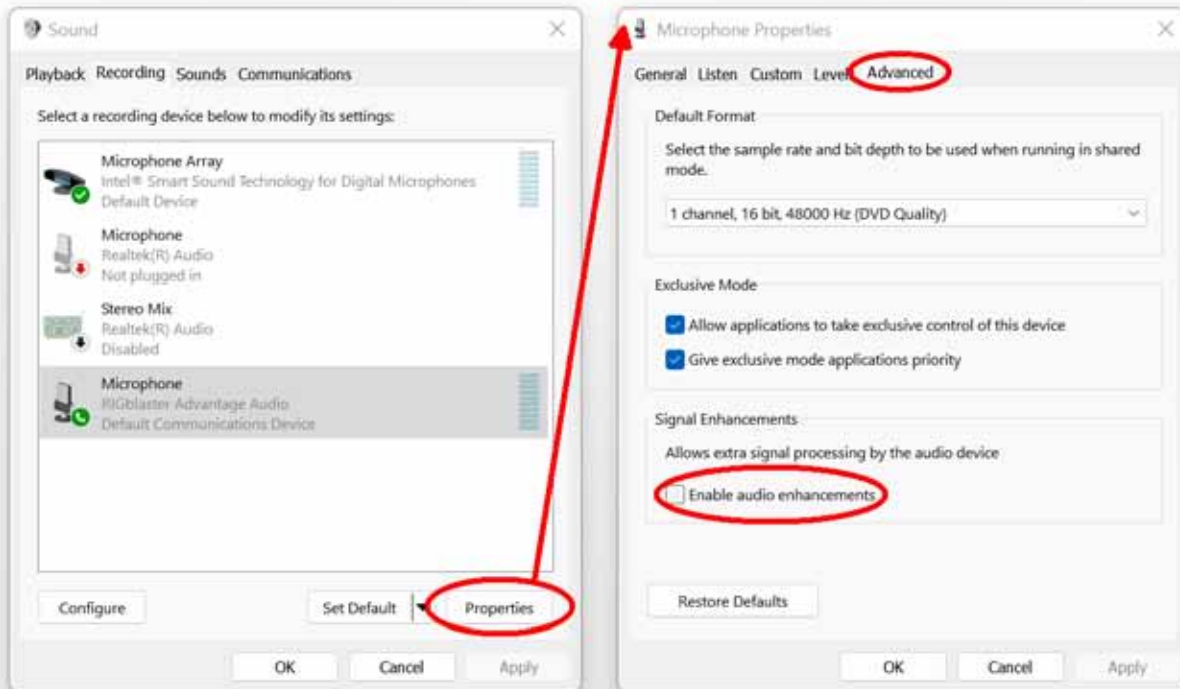 Sound
Playback Recording Sounds Communications
Select a recording device below to modify its settings:
Microphone Array
Intel® Smart Sound Technology for Digital Microphones
Default Device
Microphone
Realtek(R) Audio
Not plugged in
Stereo Mix
Realtek(R) Audio
Disabled
Microphone
RIGblaster Advantage Audio
Default Communications Device
Configure Set Default Properties
OK Cancel Apply
Microphone Properties
General Listen Custom Level Advanced
Default Format
Select the sample rate and bit depth to be used when running in shared
mode.
1 channel, 16 bit, 48000 Hz (DVD Quality)
Exclusive Mode
Allow applications to take exclusive control of this device
Give exclusive mode applications priority
Signal Enhancements
Allows extra signal processing by the audio device
Enable audio enhancements
Restore Defaults
OK Cancel Apply